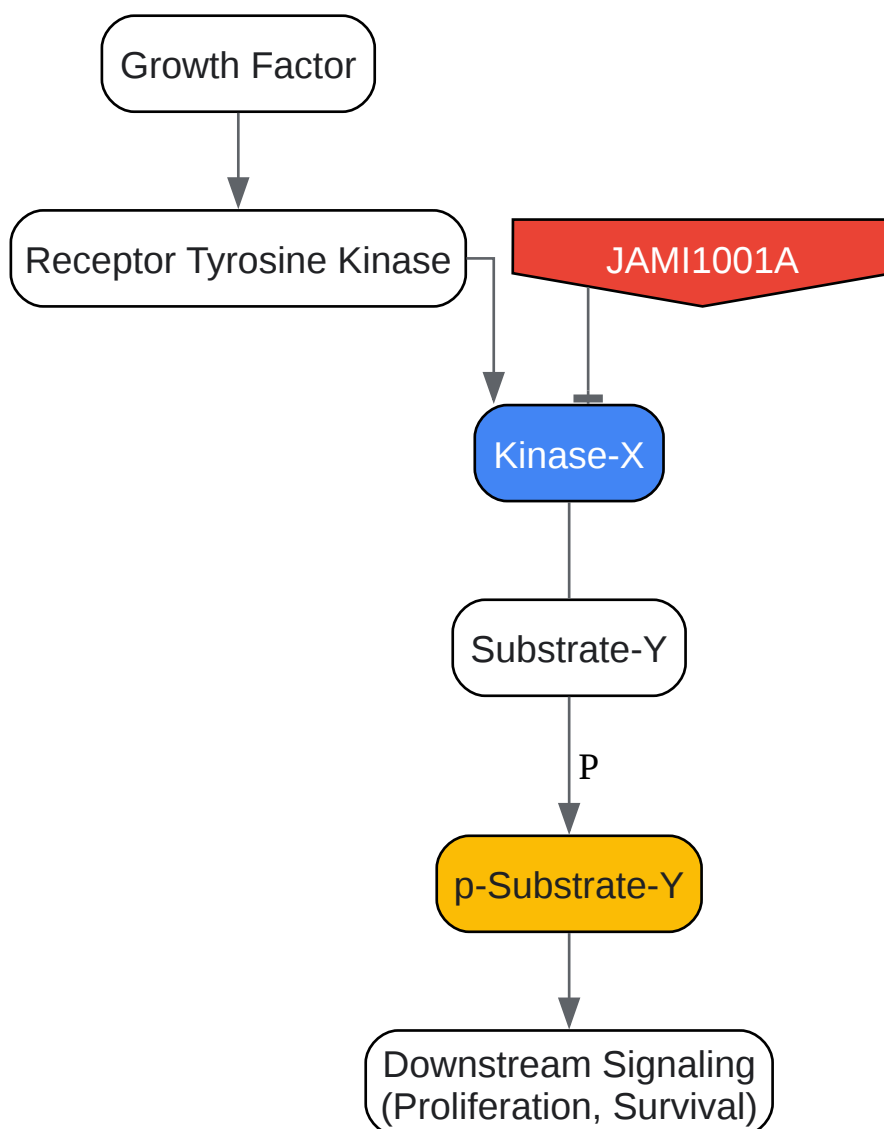 Growth Factor
Receptor Tyrosine Kinase
JAMI1001A
Kinase-X
Substrate-Y
P
p-Substrate-Y
Downstream Signaling
(Proliferation, Survival)